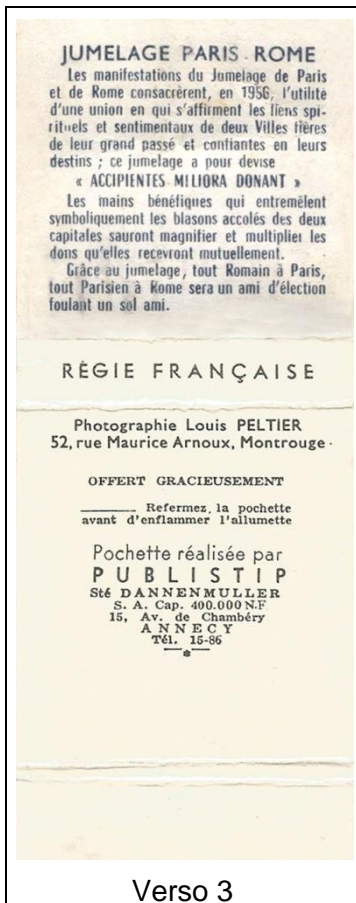 JUMELAGE PARIS - ROME
Les manifestations du Jumelage de Paris
et de Rome consacrèrent, en 1956, l'utilité
d'une union en qui s'affirment les liens spi-
rituels et sentimentaux de deux Villes fières
de leur grand passé et confiantes en leurs
destins ; ce jumelage a pour devise
« ACCIPIENTES MILIORA DONANT »
Les mains bénéfiques qui entremêlent
symboliquement les blasons accolés des deux
capitales sauront magnifier et multiplier les
dons qu'elles recevront mutuellement.
Grâce au jumelage, tout Romain à Paris,
tout Parisien à Rome sera un ami d'élection
foulant un sol ami.
RÉGIE FRANÇAISE
Photographie Louis PELTIER
52, rue Maurice Arnoux, Montrouge
OFFERT GRACIEUSEMENT
Refermez la pochette
avant d'enflammer l'allumette
Pochette réalisée par
PUBLISTIP
Sté DANNENMULLER
S. A. Cap. 400.000 N.F
15, Av. de Chambéry
ANNECY
Tél. 15-86
Verso 3